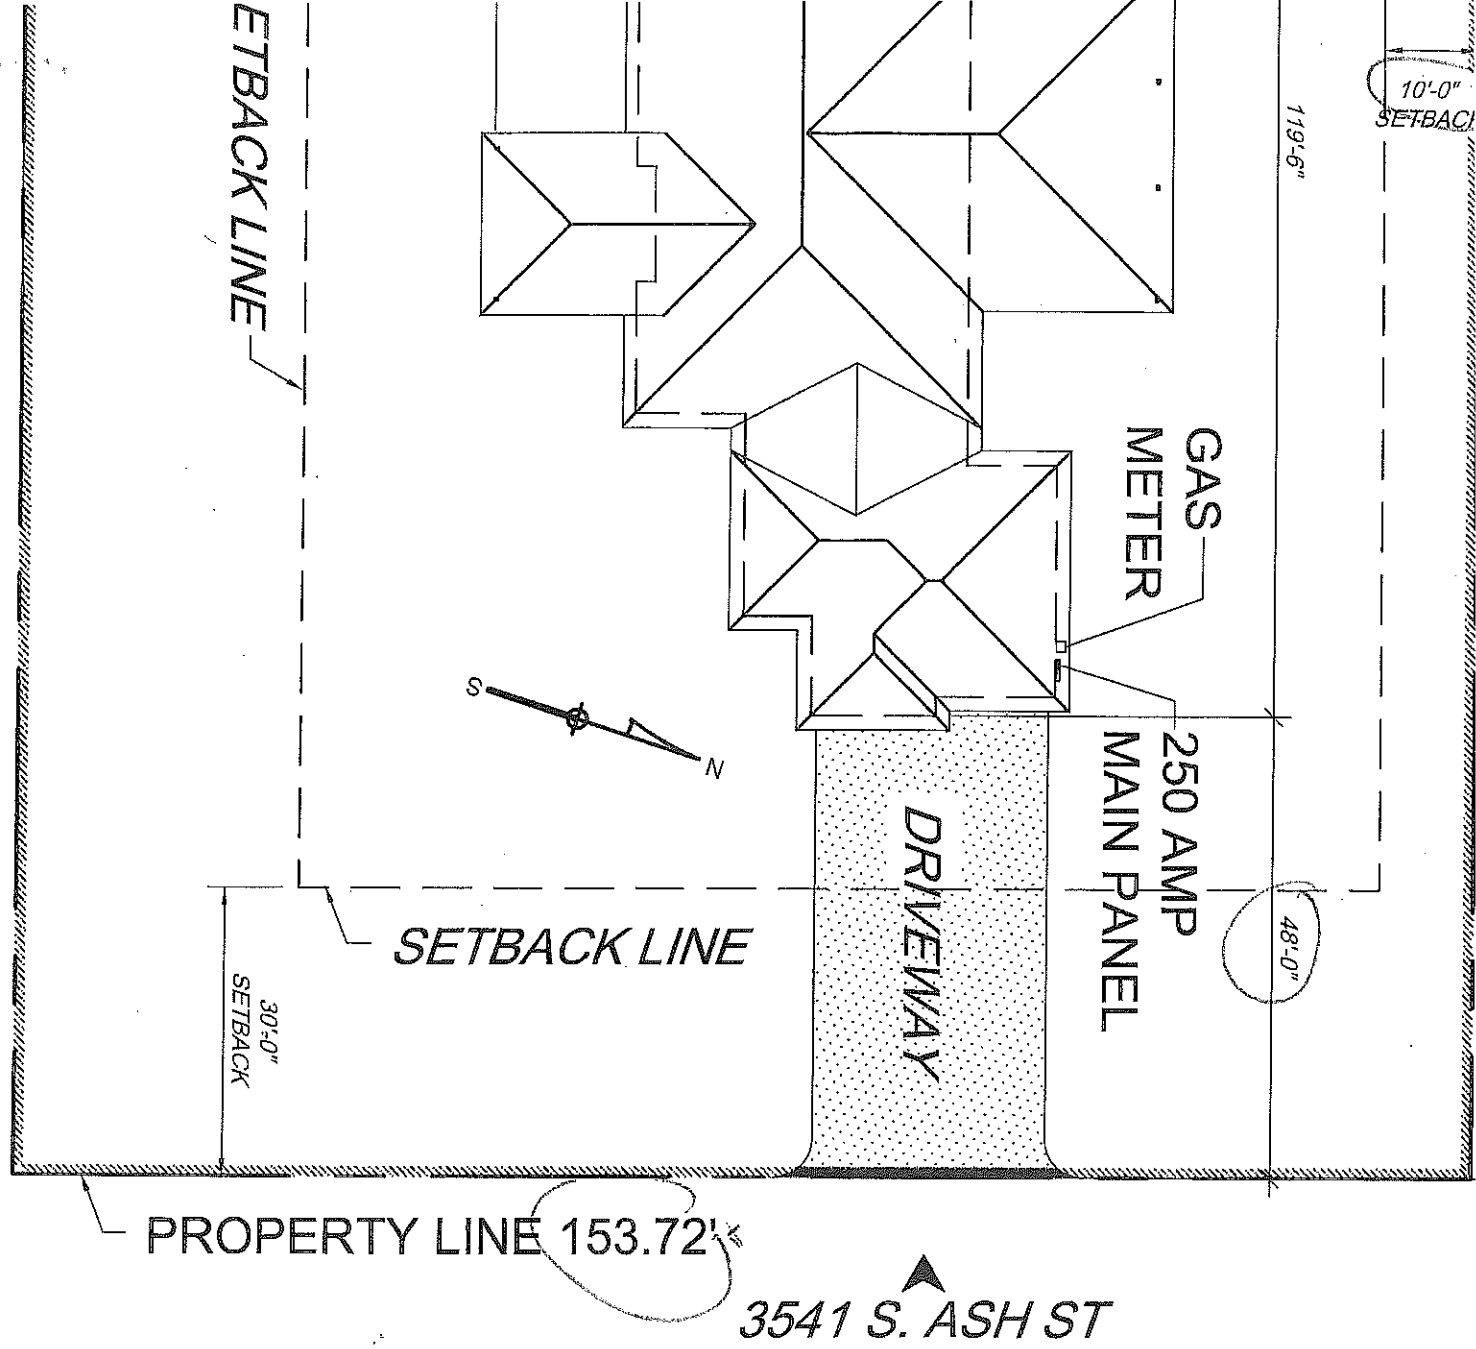 10'-0"
SETBAC
ETBACK LINE
119'-6"
GAS
METER
S
N
250 AMP
MAIN PANEL
DRIVEWAY
48'-0"
SETBACK LINE
30'-0"
SETBACK
PROPERTY LINE 153.72'
3541 S. ASH ST